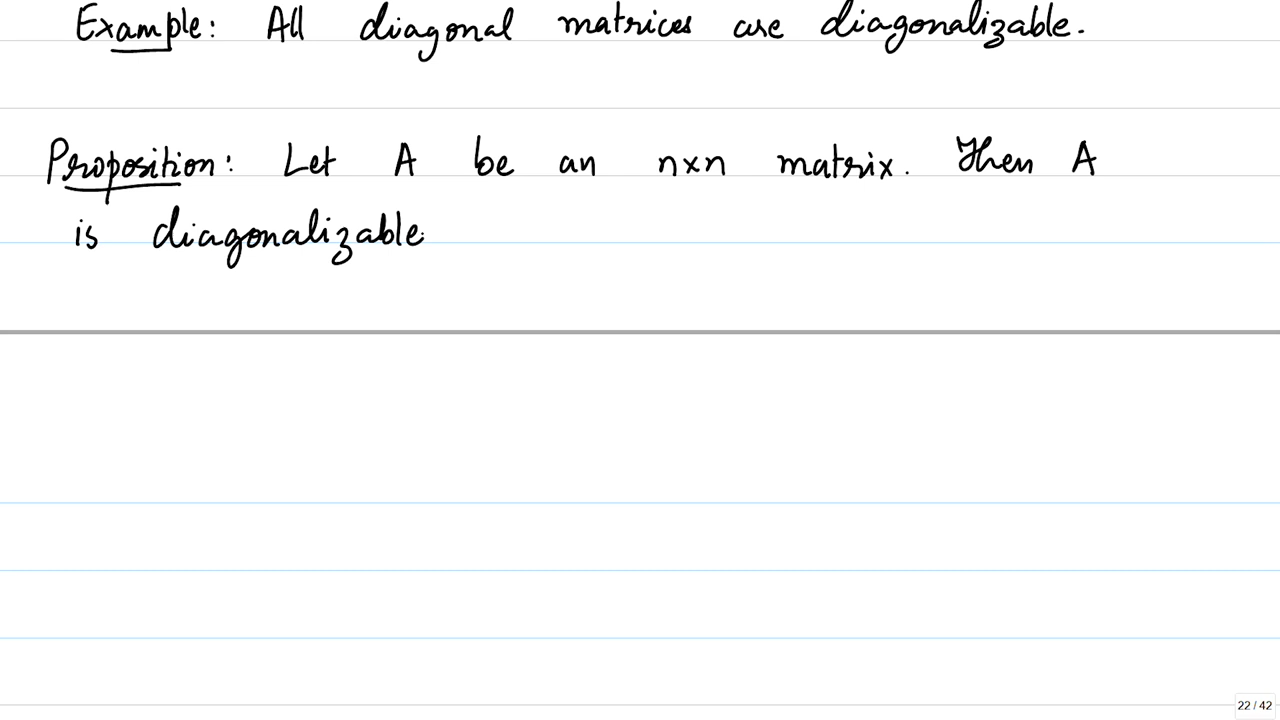 Example: All diagonal matrices are diagonalizable.
Proposition: Let A be an n×n matrix. Then A
is diagonalizable
22 / 42